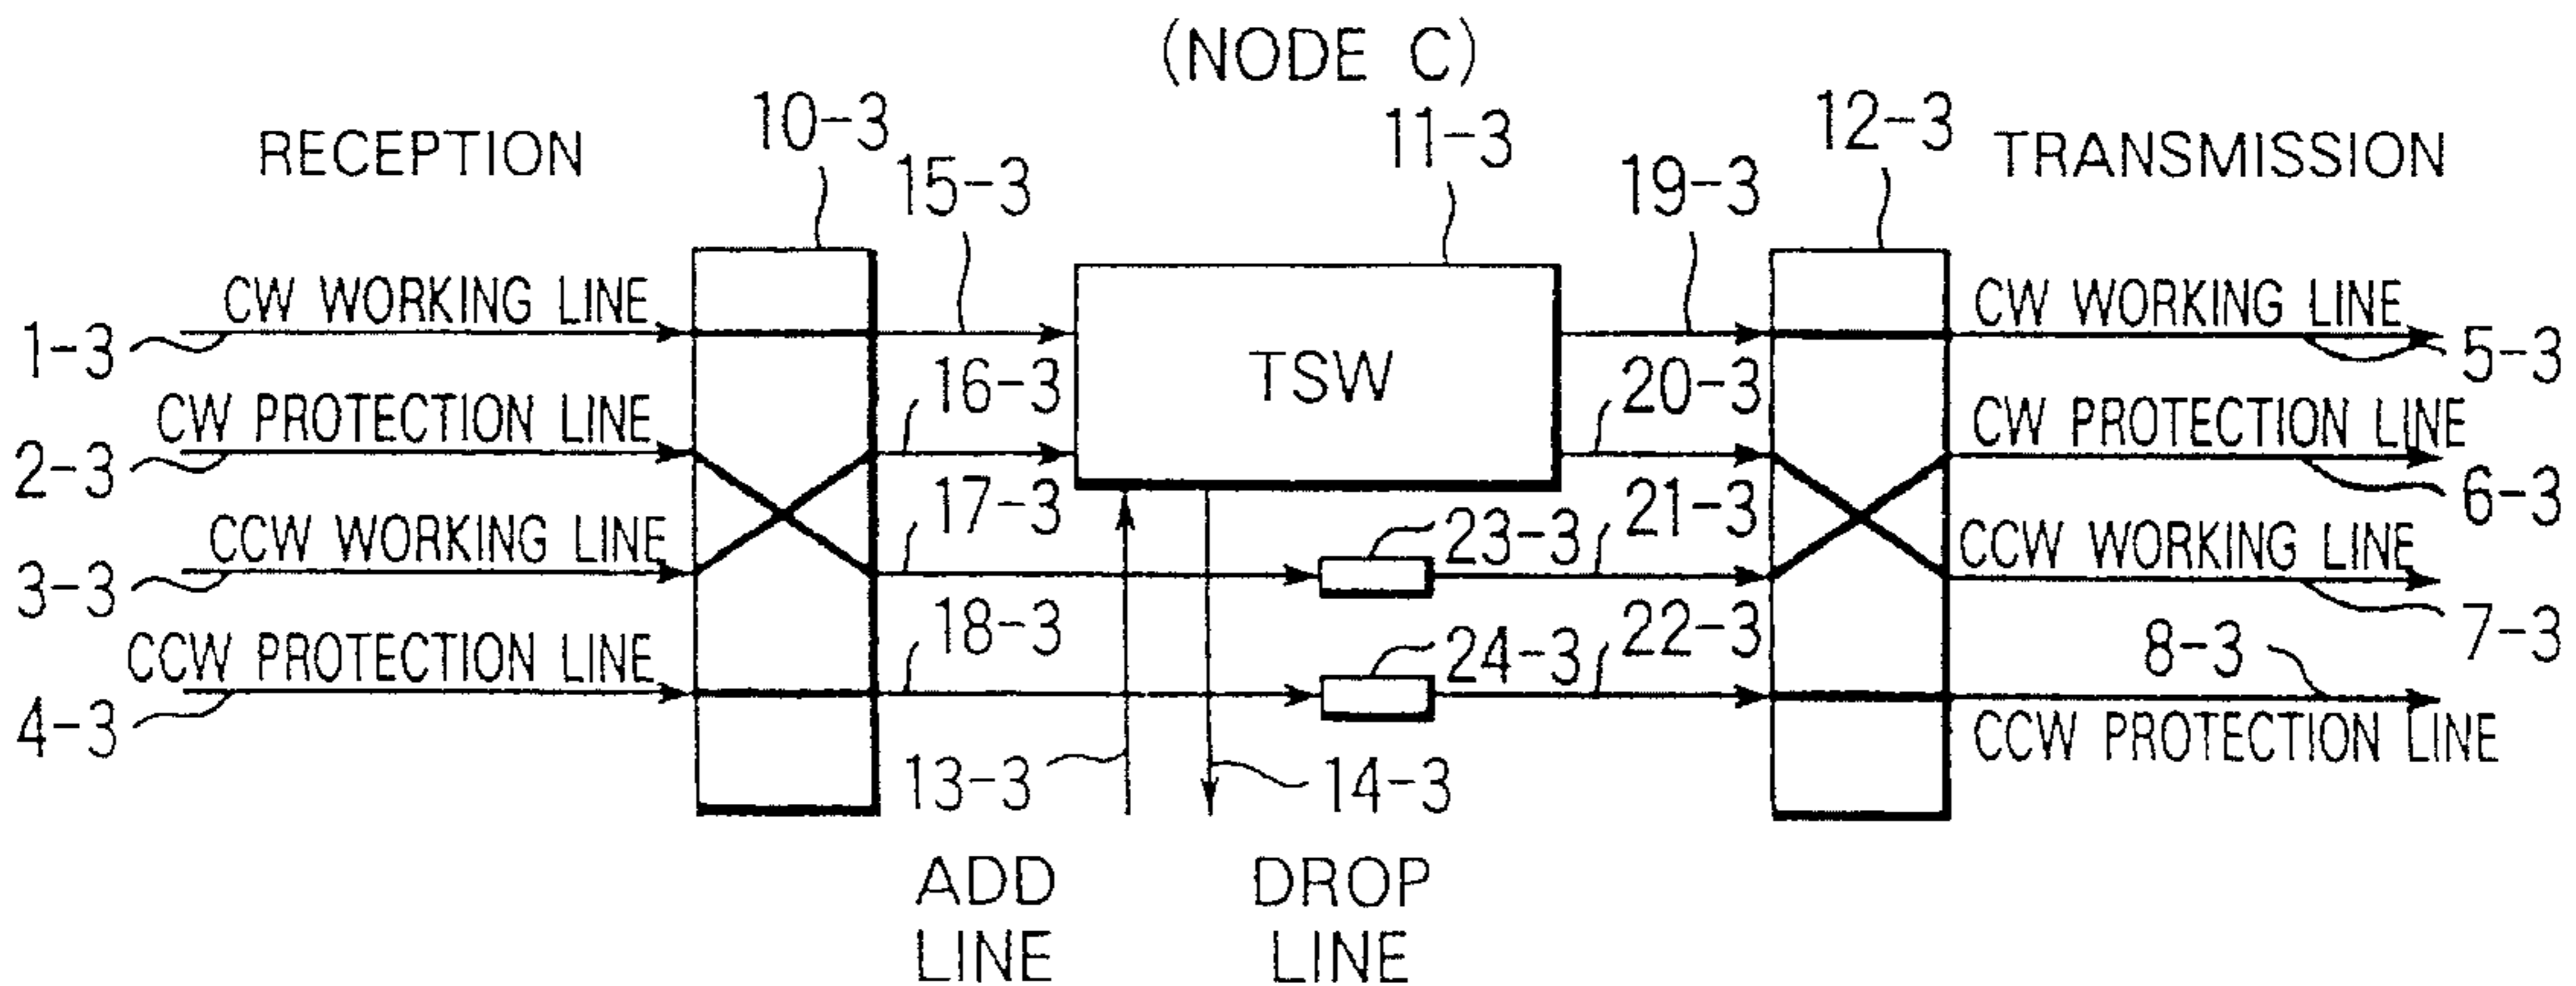 (NODE C)
RECEPTION
10-3
15-3
11-3
19-3
12-3
TRANSMISSION
CW WORKING LINE
1-3
TSW
CW WORKING LINE
5-3
CW PROTECTION LINE
2-3
16-3
20-3
CW PROTECTION LINE
6-3
CCW WORKING LINE
3-3
17-3
23-3
21-3
CCW WORKING LINE
7-3
CCW PROTECTION LINE
4-3
18-3
24-3
22-3
8-3
CCW PROTECTION LINE
13-3
14-3
ADD
LINE
DROP
LINE